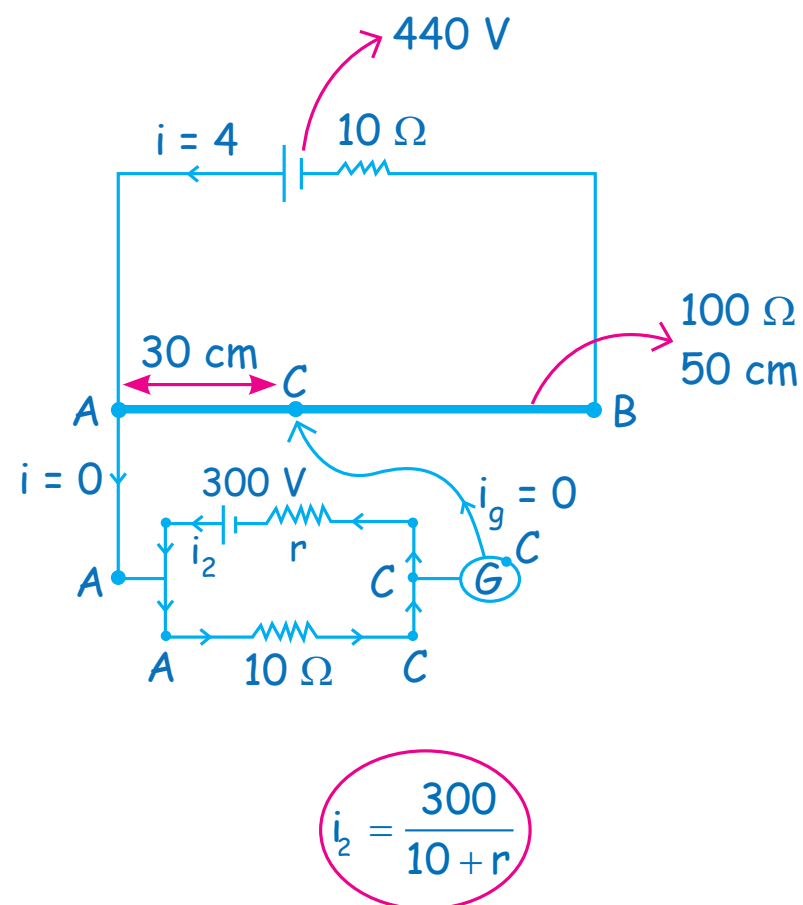 440 V
i = 4
10 Ω
100 Ω
50 cm
30 cm
C
A
B
i = 0
300 V
i_g = 0
i₂
r
C
A
C
G
A
10 Ω
C
i₂ = 300 / (10 + r)